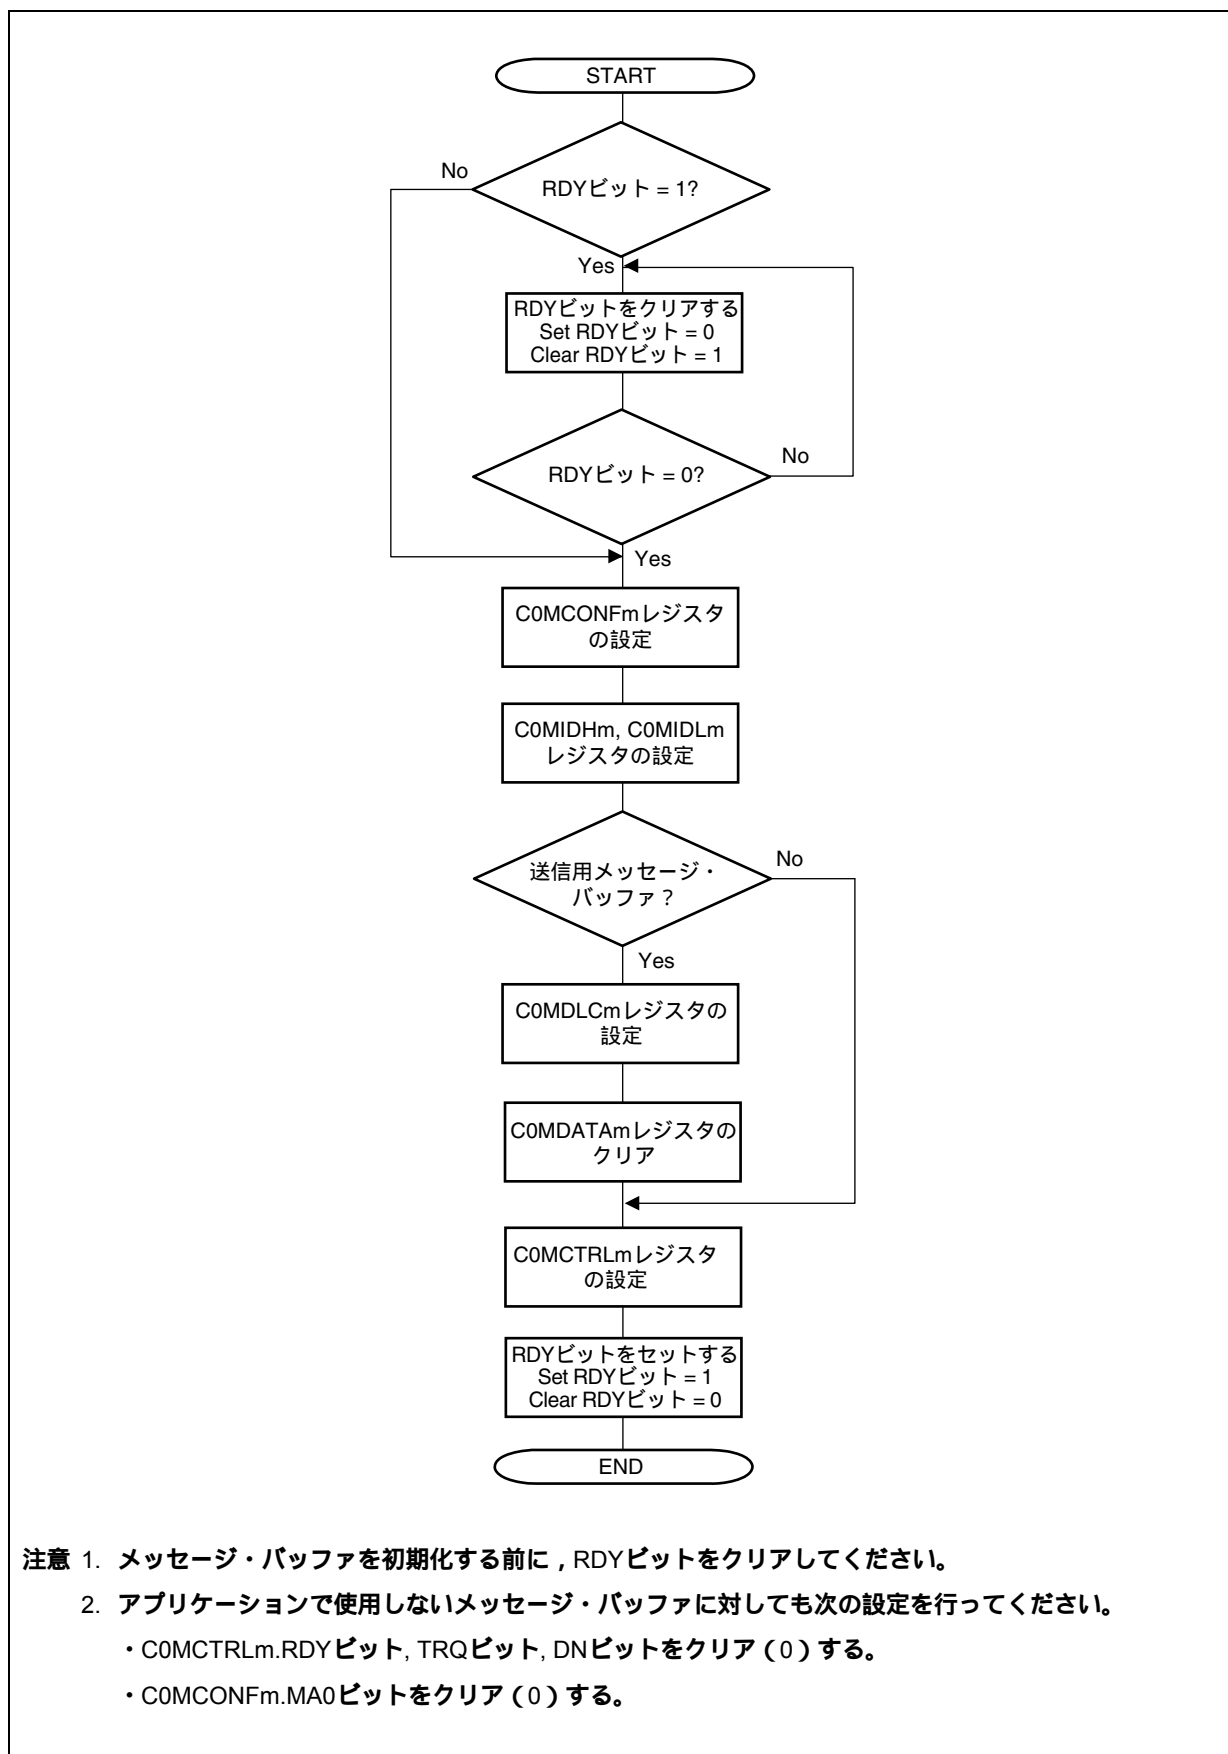 START
No
RDYビット = 1?
Yes
RDYビットをクリアする
Set RDYビット = 0
Clear RDYビット = 1
RDYビット = 0?
No
Yes
C0MCONFmレジスタ
の設定
C0MIDHm, C0MIDLm
レジスタの設定
送信用メッセージ・
バッファ？
No
Yes
C0MDLCmレジスタの
設定
C0MDATAmレジスタの
クリア
C0MCTRLmレジスタ
の設定
RDYビットをセットする
Set RDYビット = 1
Clear RDYビット = 0
END
注意 1. メッセージ・バッファを初期化する前に，RDYビットをクリアしてください。
2. アプリケーションで使用しないメッセージ・バッファに対しても次の設定を行ってください。
・C0MCTRLm.RDYビット, TRQビット, DNビットをクリア（0）する。
・C0MCONFm.MA0ビットをクリア（0）する。